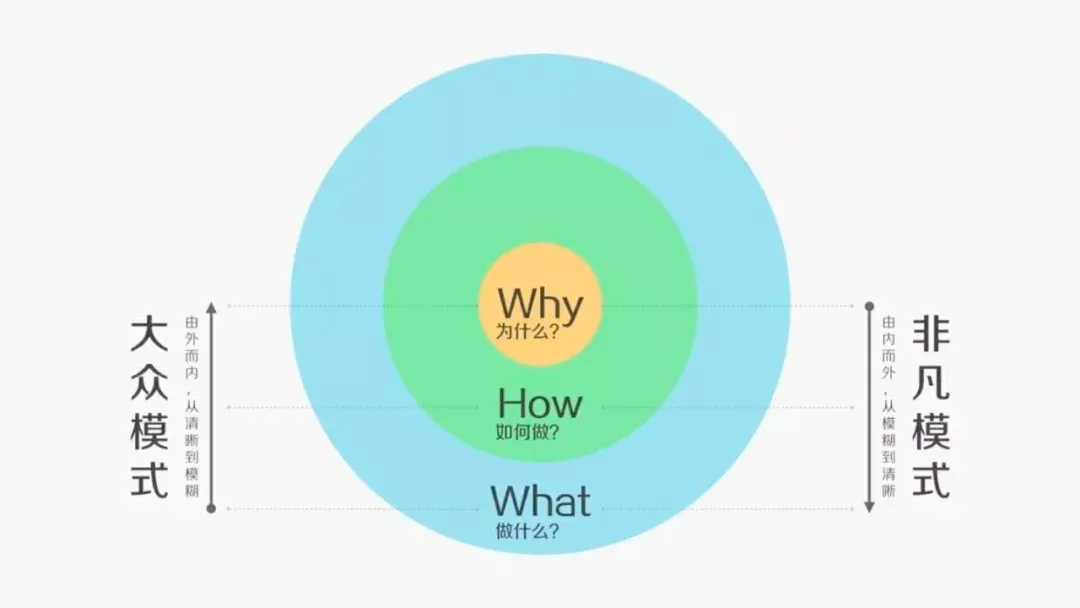 Why
为什么?
How
如何做?
What
做什么?
大众模式
由外而内,从清晰到模糊
由内而外,从模糊到清晰
非凡模式